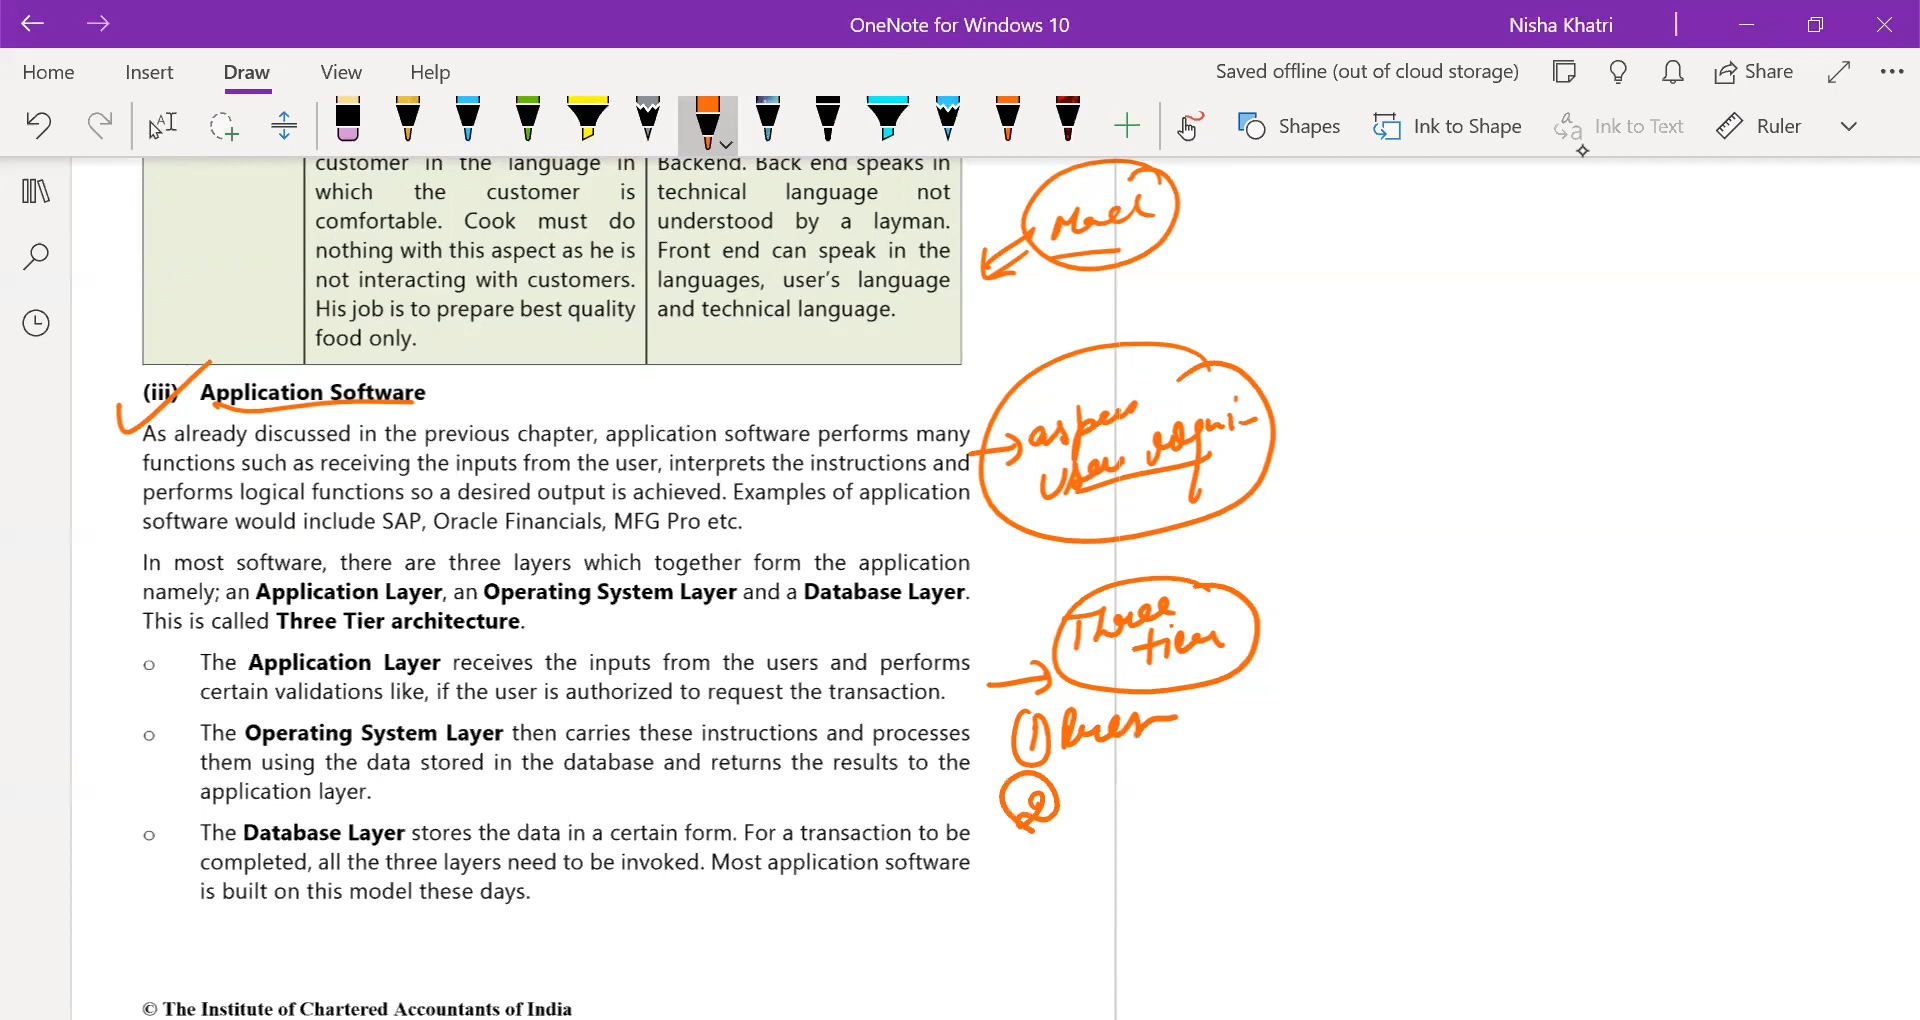 OneNote for Windows 10
Nisha Khatri
Home Insert Draw View Help
Saved offline (out of cloud storage)
Share
Shapes
Ink to Shape
Ink to Text
Ruler
customer in the language in
which the customer is
comfortable. Cook must do
nothing with this aspect as he is
not interacting with customers.
His job is to prepare best quality
food only.
Backend. Back end speaks in
technical language not
understood by a layman.
Front end can speak in the
languages, user's language
and technical language.
(iii) Application Software
As already discussed in the previous chapter, application software performs many
functions such as receiving the inputs from the user, interprets the instructions and
performs logical functions so a desired output is achieved. Examples of application
software would include SAP, Oracle Financials, MFG Pro etc.
as per
user requi-
In most software, there are three layers which together form the application
namely; an Application Layer, an Operating System Layer and a Database Layer.
This is called Three Tier architecture.
Three
tier
o The Application Layer receives the inputs from the users and performs
certain validations like, if the user is authorized to request the transaction.
o The Operating System Layer then carries these instructions and processes
them using the data stored in the database and returns the results to the
application layer.
1
2
o The Database Layer stores the data in a certain form. For a transaction to be
completed, all the three layers need to be invoked. Most application software
is built on this model these days.
© The Institute of Chartered Accountants of India